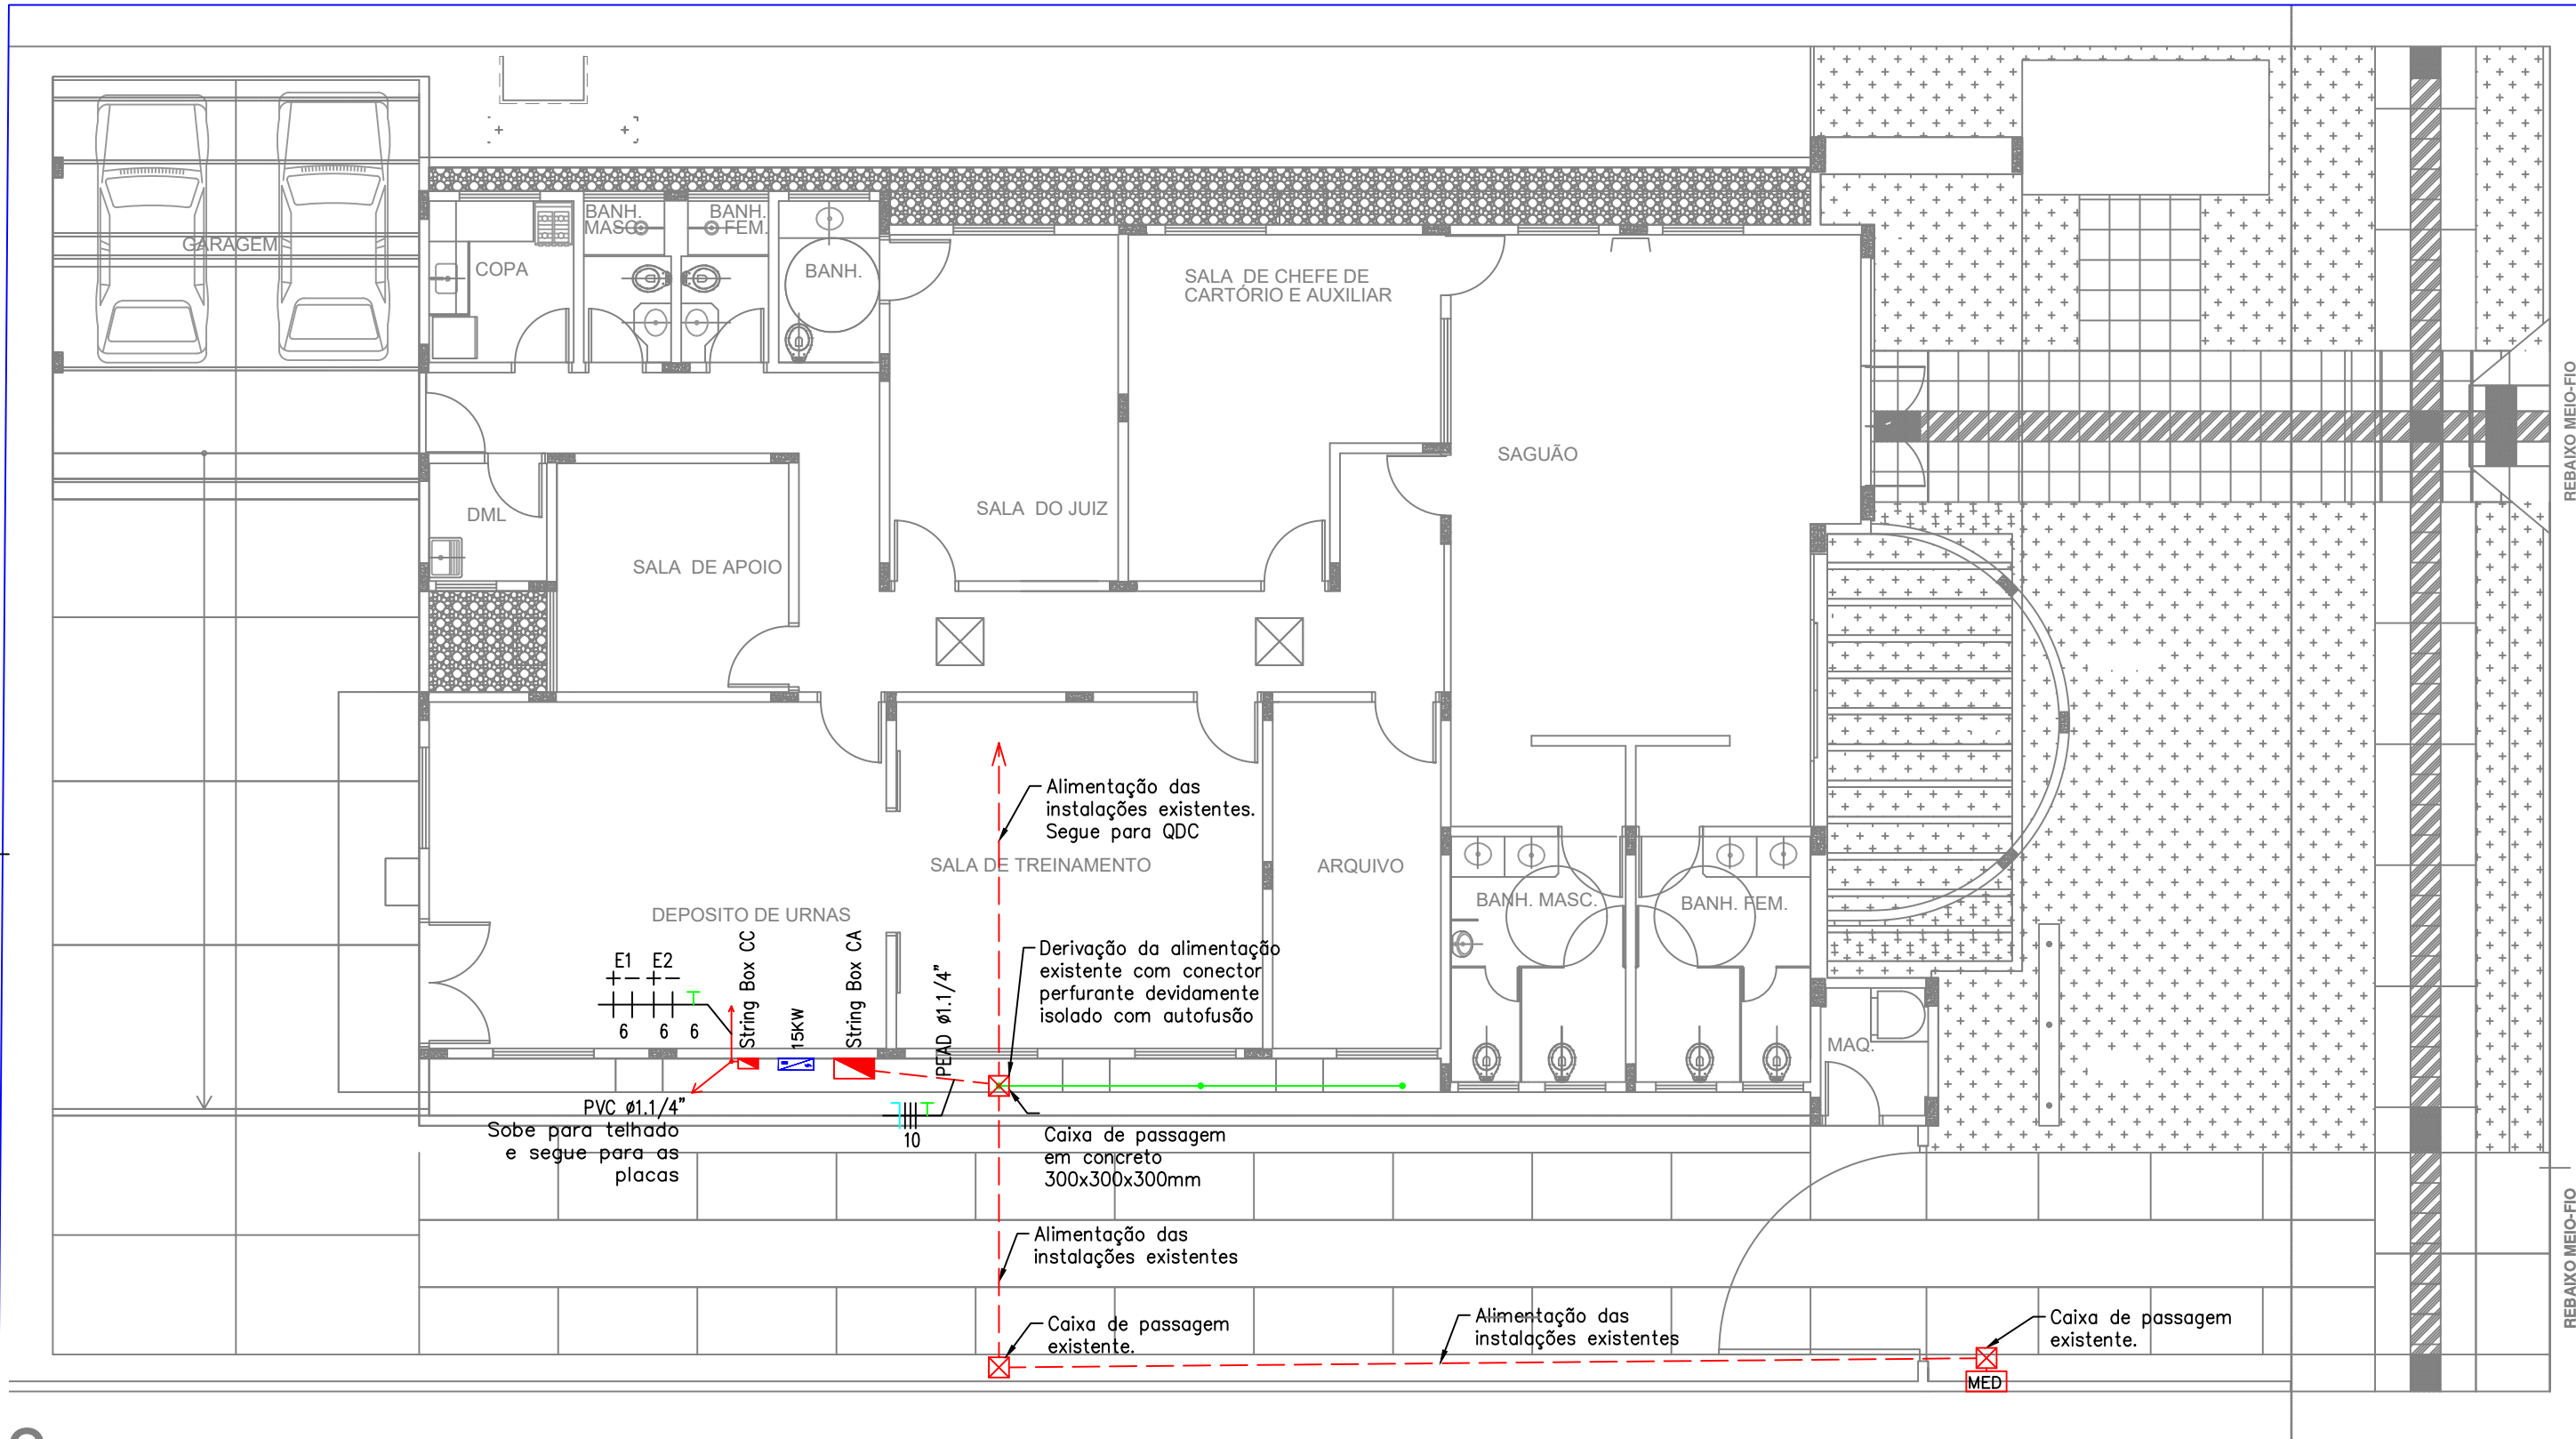 BANH.
MASC.
BANH.
FEM.
GARAGEM
COPA
BANH.
SALA DE CHEFE DE
CARTÓRIO E AUXILIAR
REBAIXO MEIO-FIO
SAGUÃO
SALA DO JUIZ
DML
SALA DE APOIO
Alimentação das
instalações existentes.
Segue para QDC
SALA DE TREINAMENTO
ARQUIVO
BANH. MASC.
BANH. FEM.
DEPOSITO DE URNAS
E1 E2
+ - + -
6 6 6
String Box CC
15KW
String Box CA
PEAD ø1.1/4"
Derivação da alimentação
existente com conector
perfurante devidamente
isolado com autofusão
MAQ.
PVC ø1.1/4"
Sobe para telhado
e segue para as
placas
10
Caixa de passagem
em concreto
300x300x300mm
Alimentação das
instalações existentes
Caixa de passagem
existente.
Alimentação das
instalações existentes
Caixa de passagem
existente.
MED
REBAIXO MEIO-FIO